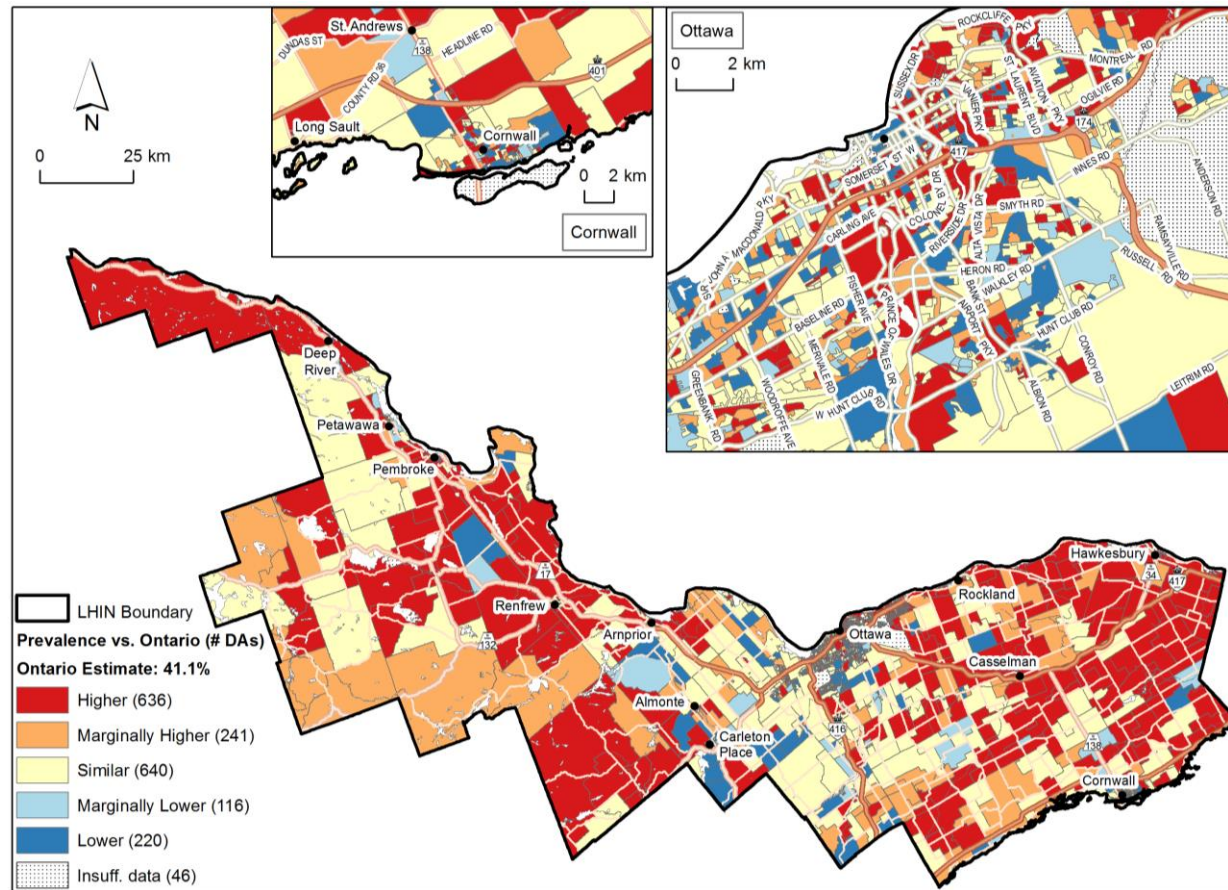 St. Andrews
DUNDAS ST
138
HEADLINE RD
COUNTY RD 36
401
Long Sault
Cornwall
0 2 km
Cornwall
N
0 25 km
Ottawa
0 2 km
ROCKCLIFFE PKY
SUSSEX DR
VANIER PKY
ST. LAURENT BLVD
AVIATION PKY
MONTREAL RD
OGILVIE RD
174
417
INNES RD
ANDERSON RD
SOMERSET ST W
COLONEL BY DR
SIR JOHN A MACDONALD PKY
CARLING AVE
RIVERSIDE DR
ALTA VISTA DR
SMYTH RD
RAMSAYVILLE RD
RUSSELL RD
HERON RD
WALKLEY RD
BASELINE RD
FISHER AVE
PRINCE OF WALES DR
BANK ST
AIRPORT PKY
HUNT CLUB RD
MERIVALE RD
CONROY RD
GREENBANK RD
WOODROFFE AVE
W HUNT CLUB RD
ALBION RD
LEITRIM RD
Deep River
Petawawa
Pembroke
17
Renfrew
132
Arnprior
Almonte
Carleton Place
Ottawa
416
Rockland
Casselman
Hawkesbury
34
417
138
Cornwall
LHIN Boundary
Prevalence vs. Ontario (# DAs)
Ontario Estimate: 41.1%
Higher (636)
Marginally Higher (241)
Similar (640)
Marginally Lower (116)
Lower (220)
Insuff. data (46)